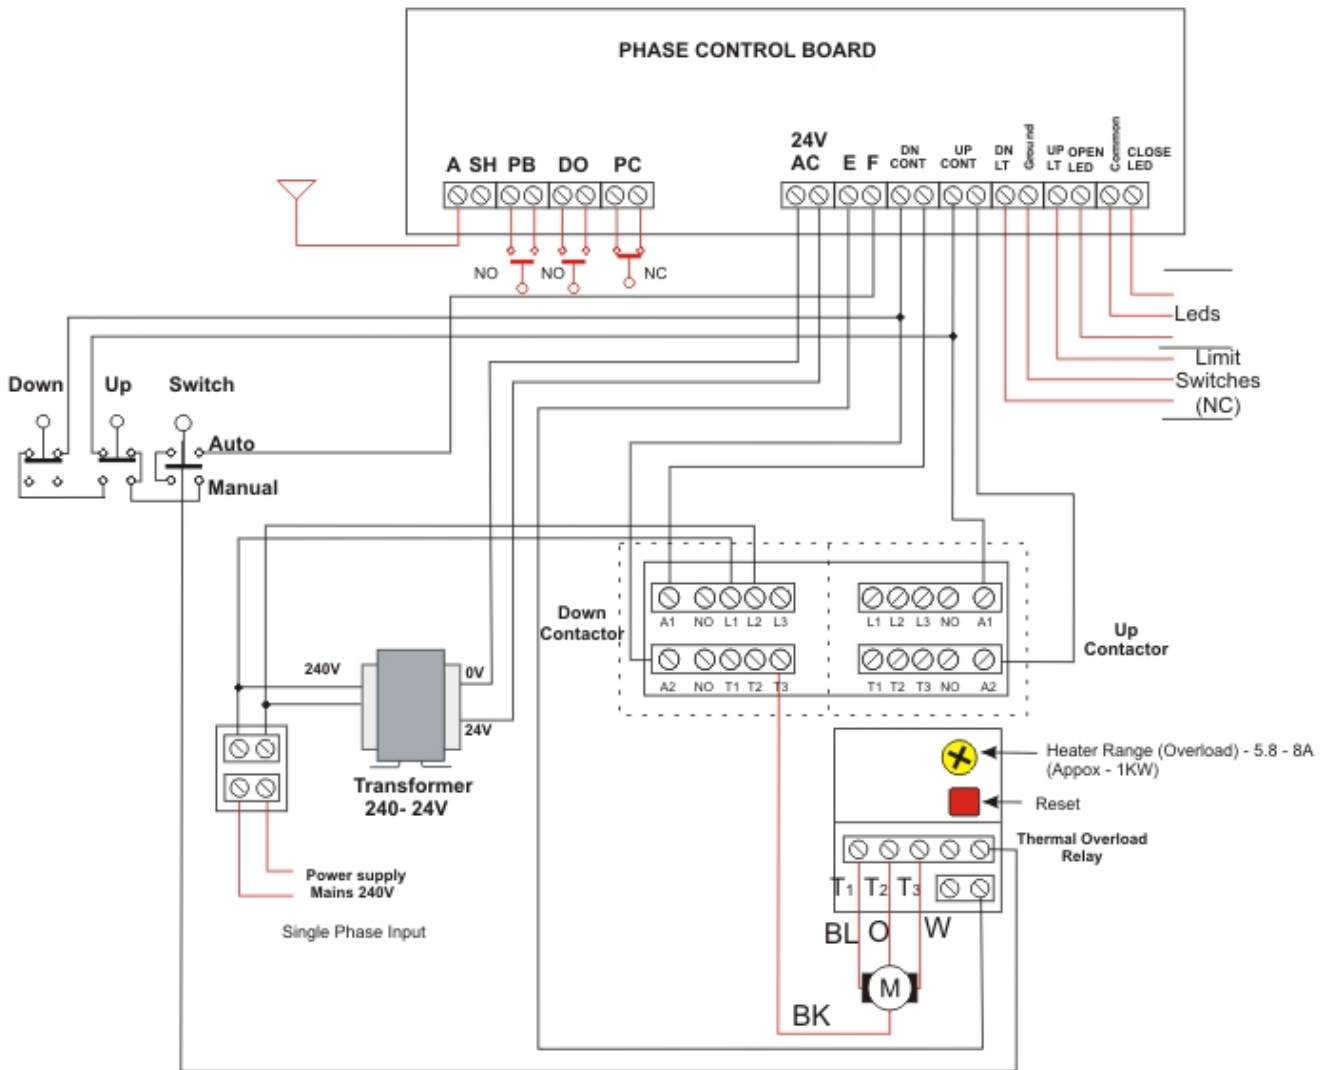 PHASE CONTROL BOARD
24V
AC
A SH PB DO PC
E F
DN
CONT
UP
CONT
DN
LT
Ground
UP
LT
OPEN
LED
Common
CLOSE
LED
NO
NO
NC
Leds
Limit
Switches
(NC)
Down
Up
Switch
Auto
Manual
Down
Contactor
A1 NO L1 L2 L3
L1 L2 L3 NO A1
A2 NO T1 T2 T3
T1 T2 T3 NO A2
Up
Contactor
240V
0V
24V
Transformer
240- 24V
Heater Range (Overload) - 5.8 - 8A
(Appox - 1KW)
Reset
Thermal Overload
Relay
T1 T2 T3
BL O W
M
BK
Power supply
Mains 240V
Single Phase Input